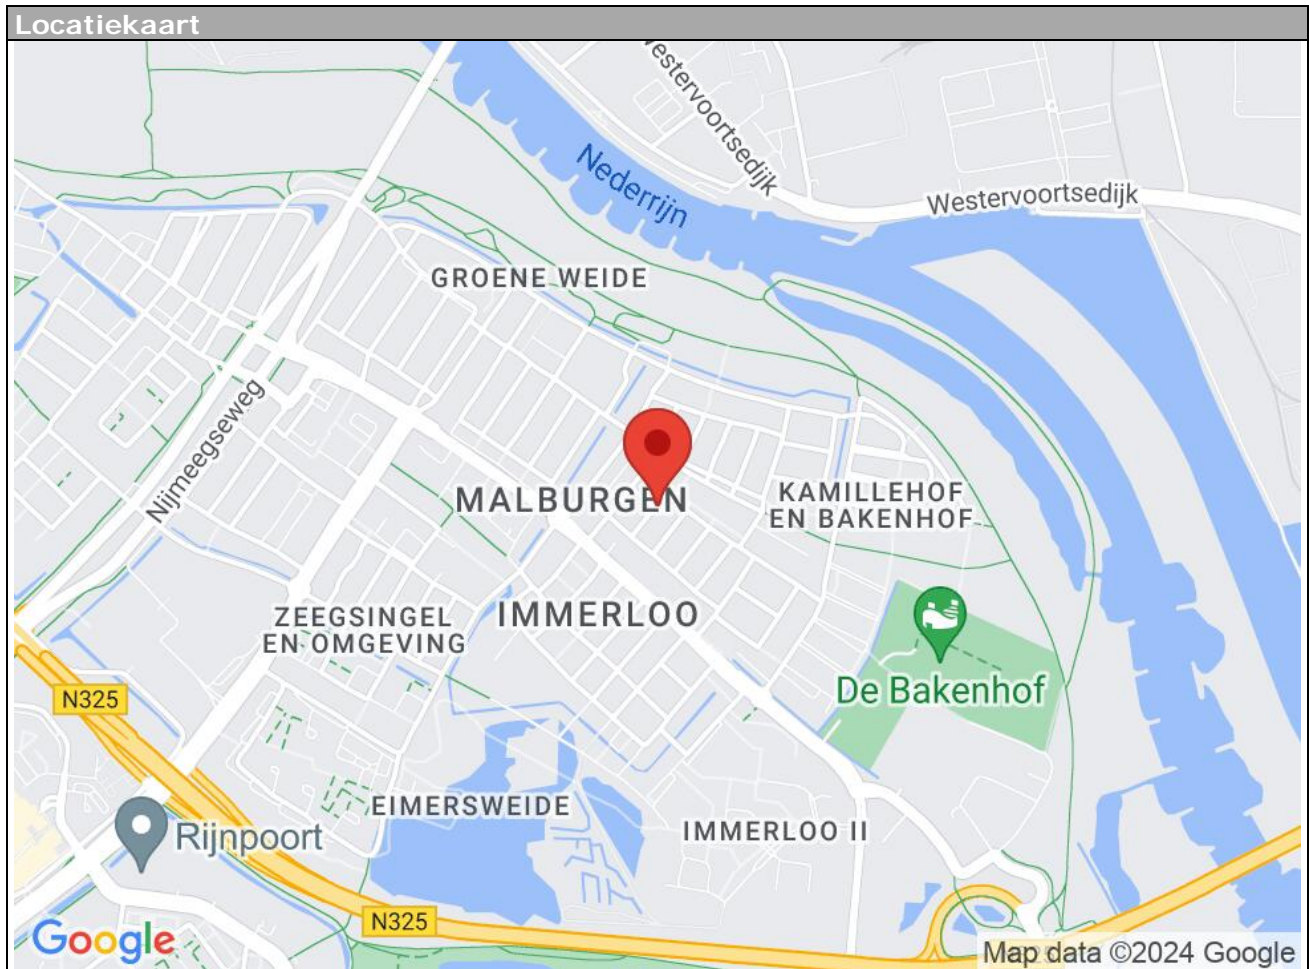 Locatiekaart
Westervoortsedijk
Nederrijn
Westervoortsedijk
GROENE WEIDE
Nijmeegseweg
MALBURGEN
KAMILLEHOF
EN BAKENHOF
ZEEGSINGEL
EN OMGEVING
IMMERLOO
De Bakenhof
N325
EIMERSWEIDE
IMMERLOO II
Rijnpoort
N325
Google
Map data ©2024 Google